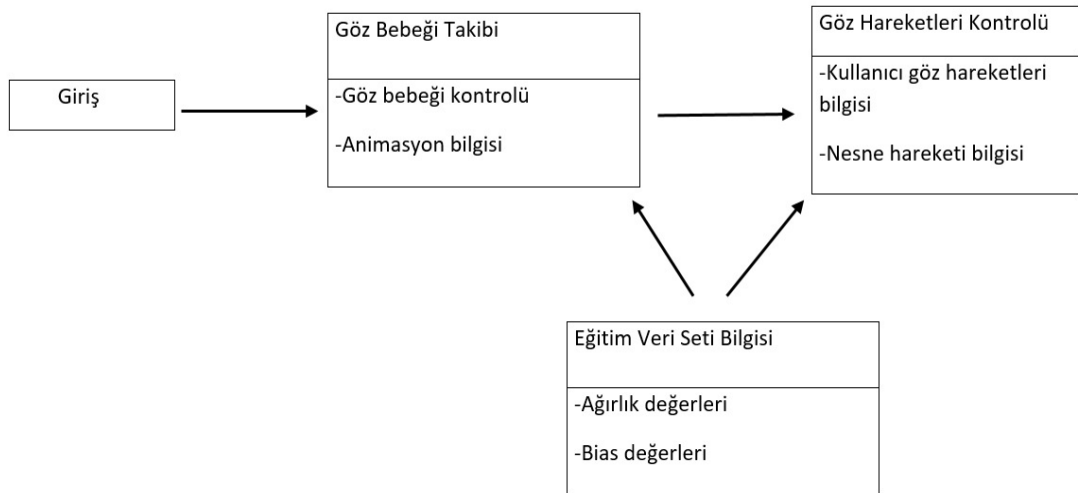 Giriş
Göz Bebeği Takibi
-Göz bebeği kontrolü
-Animasyon bilgisi
Göz Hareketleri Kontrolü
-Kullanıcı göz hareketleri
bilgisi
-Nesne hareketi bilgisi
Eğitim Veri Seti Bilgisi
-Ağırlık değerleri
-Bias değerleri